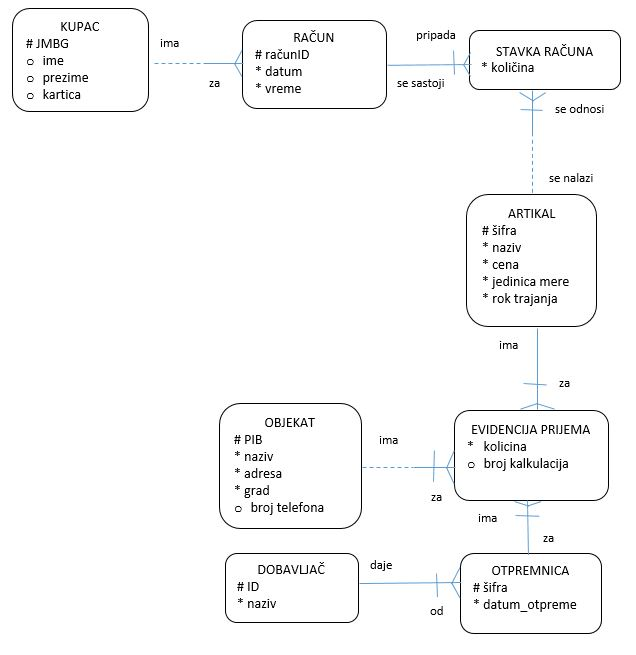 KUPAC
# JMBG
o ime
o prezime
o kartica
ima
za
RAČUN
# računID
* datum
* vreme
pripada
se sastoji
STAVKA RAČUNA
* količina
se odnosi
se nalazi
ARTIKAL
# šifra
* naziv
* cena
* jedinica mere
* rok trajanja
ima
za
OBJEKAT
# PIB
* naziv
* adresa
* grad
o broj telefona
ima
za
EVIDENCIJA PRIJEMA
* kolicina
o broj kalkulacija
ima
za
DOBAVLJAČ
# ID
* naziv
daje
od
OTPREMNICA
# šifra
* datum_otpreme